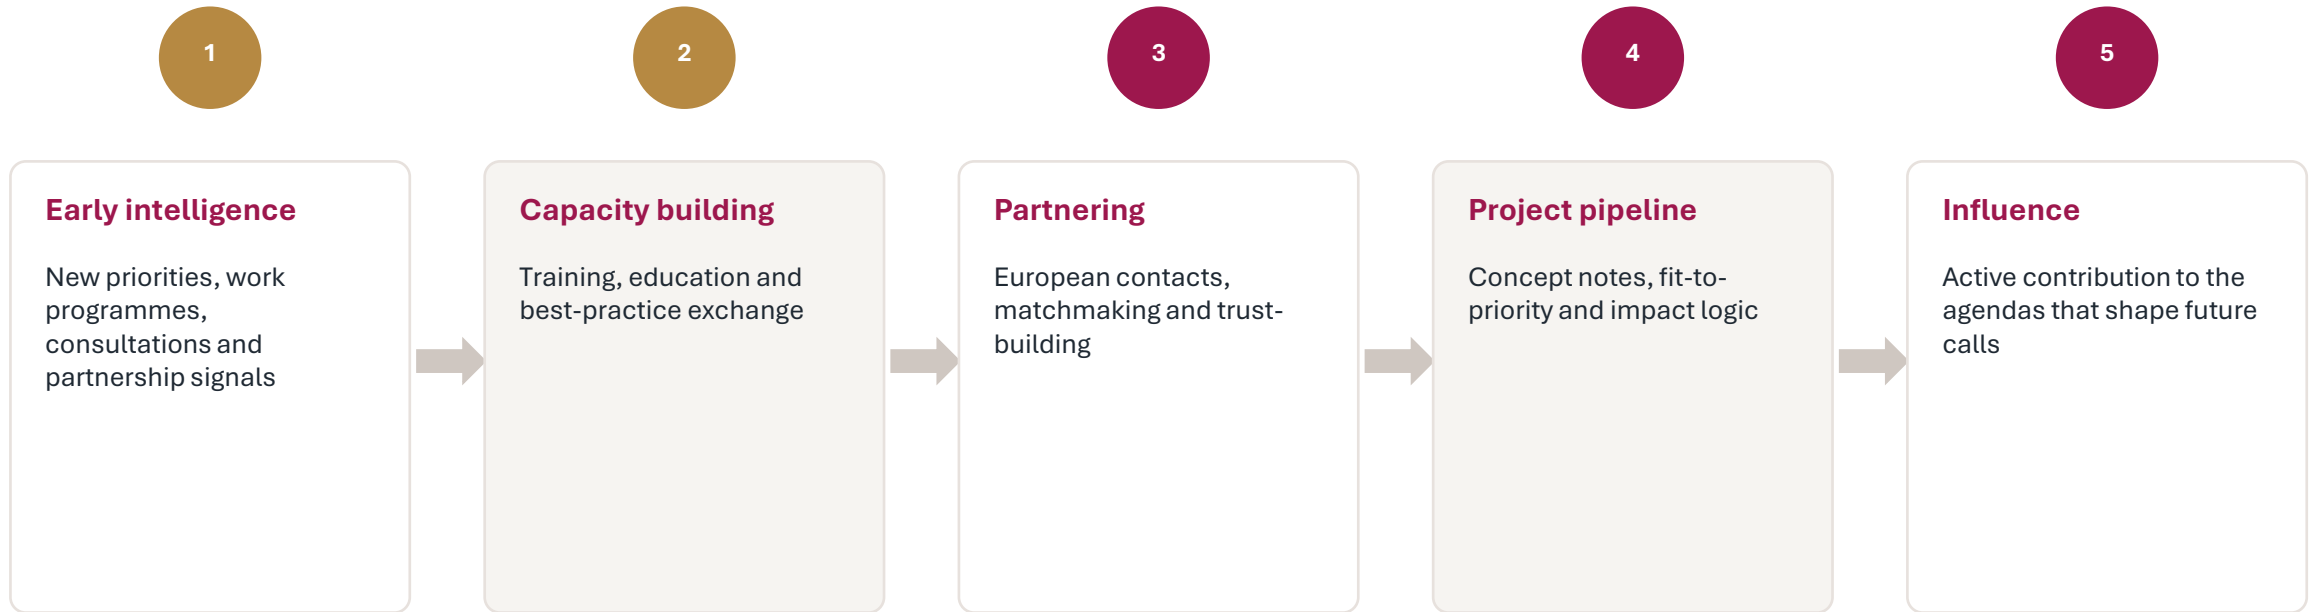 1
2
3
4
5
Early intelligence
New priorities, work
programmes,
consultations and
partnership signals
Capacity building
Training, education and
best-practice exchange
Partnering
European contacts,
matchmaking and trust-
building
Project pipeline
Concept notes, fit-to-
priority and impact logic
Influence
Active contribution to the
agendas that shape future
calls